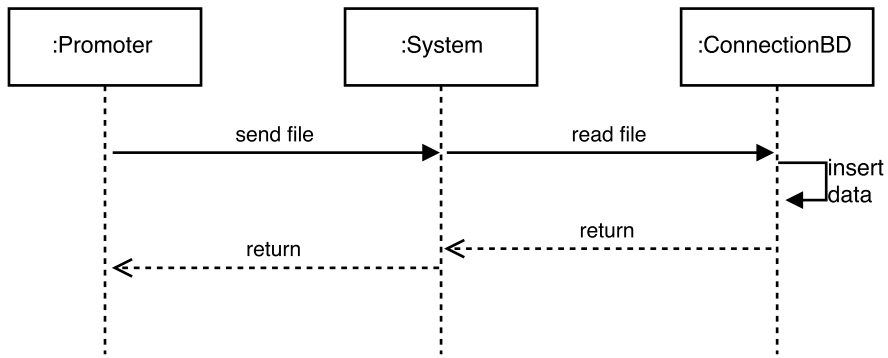 :Promoter
:System
:ConnectionBD
send file
read file
insert
data
return
return